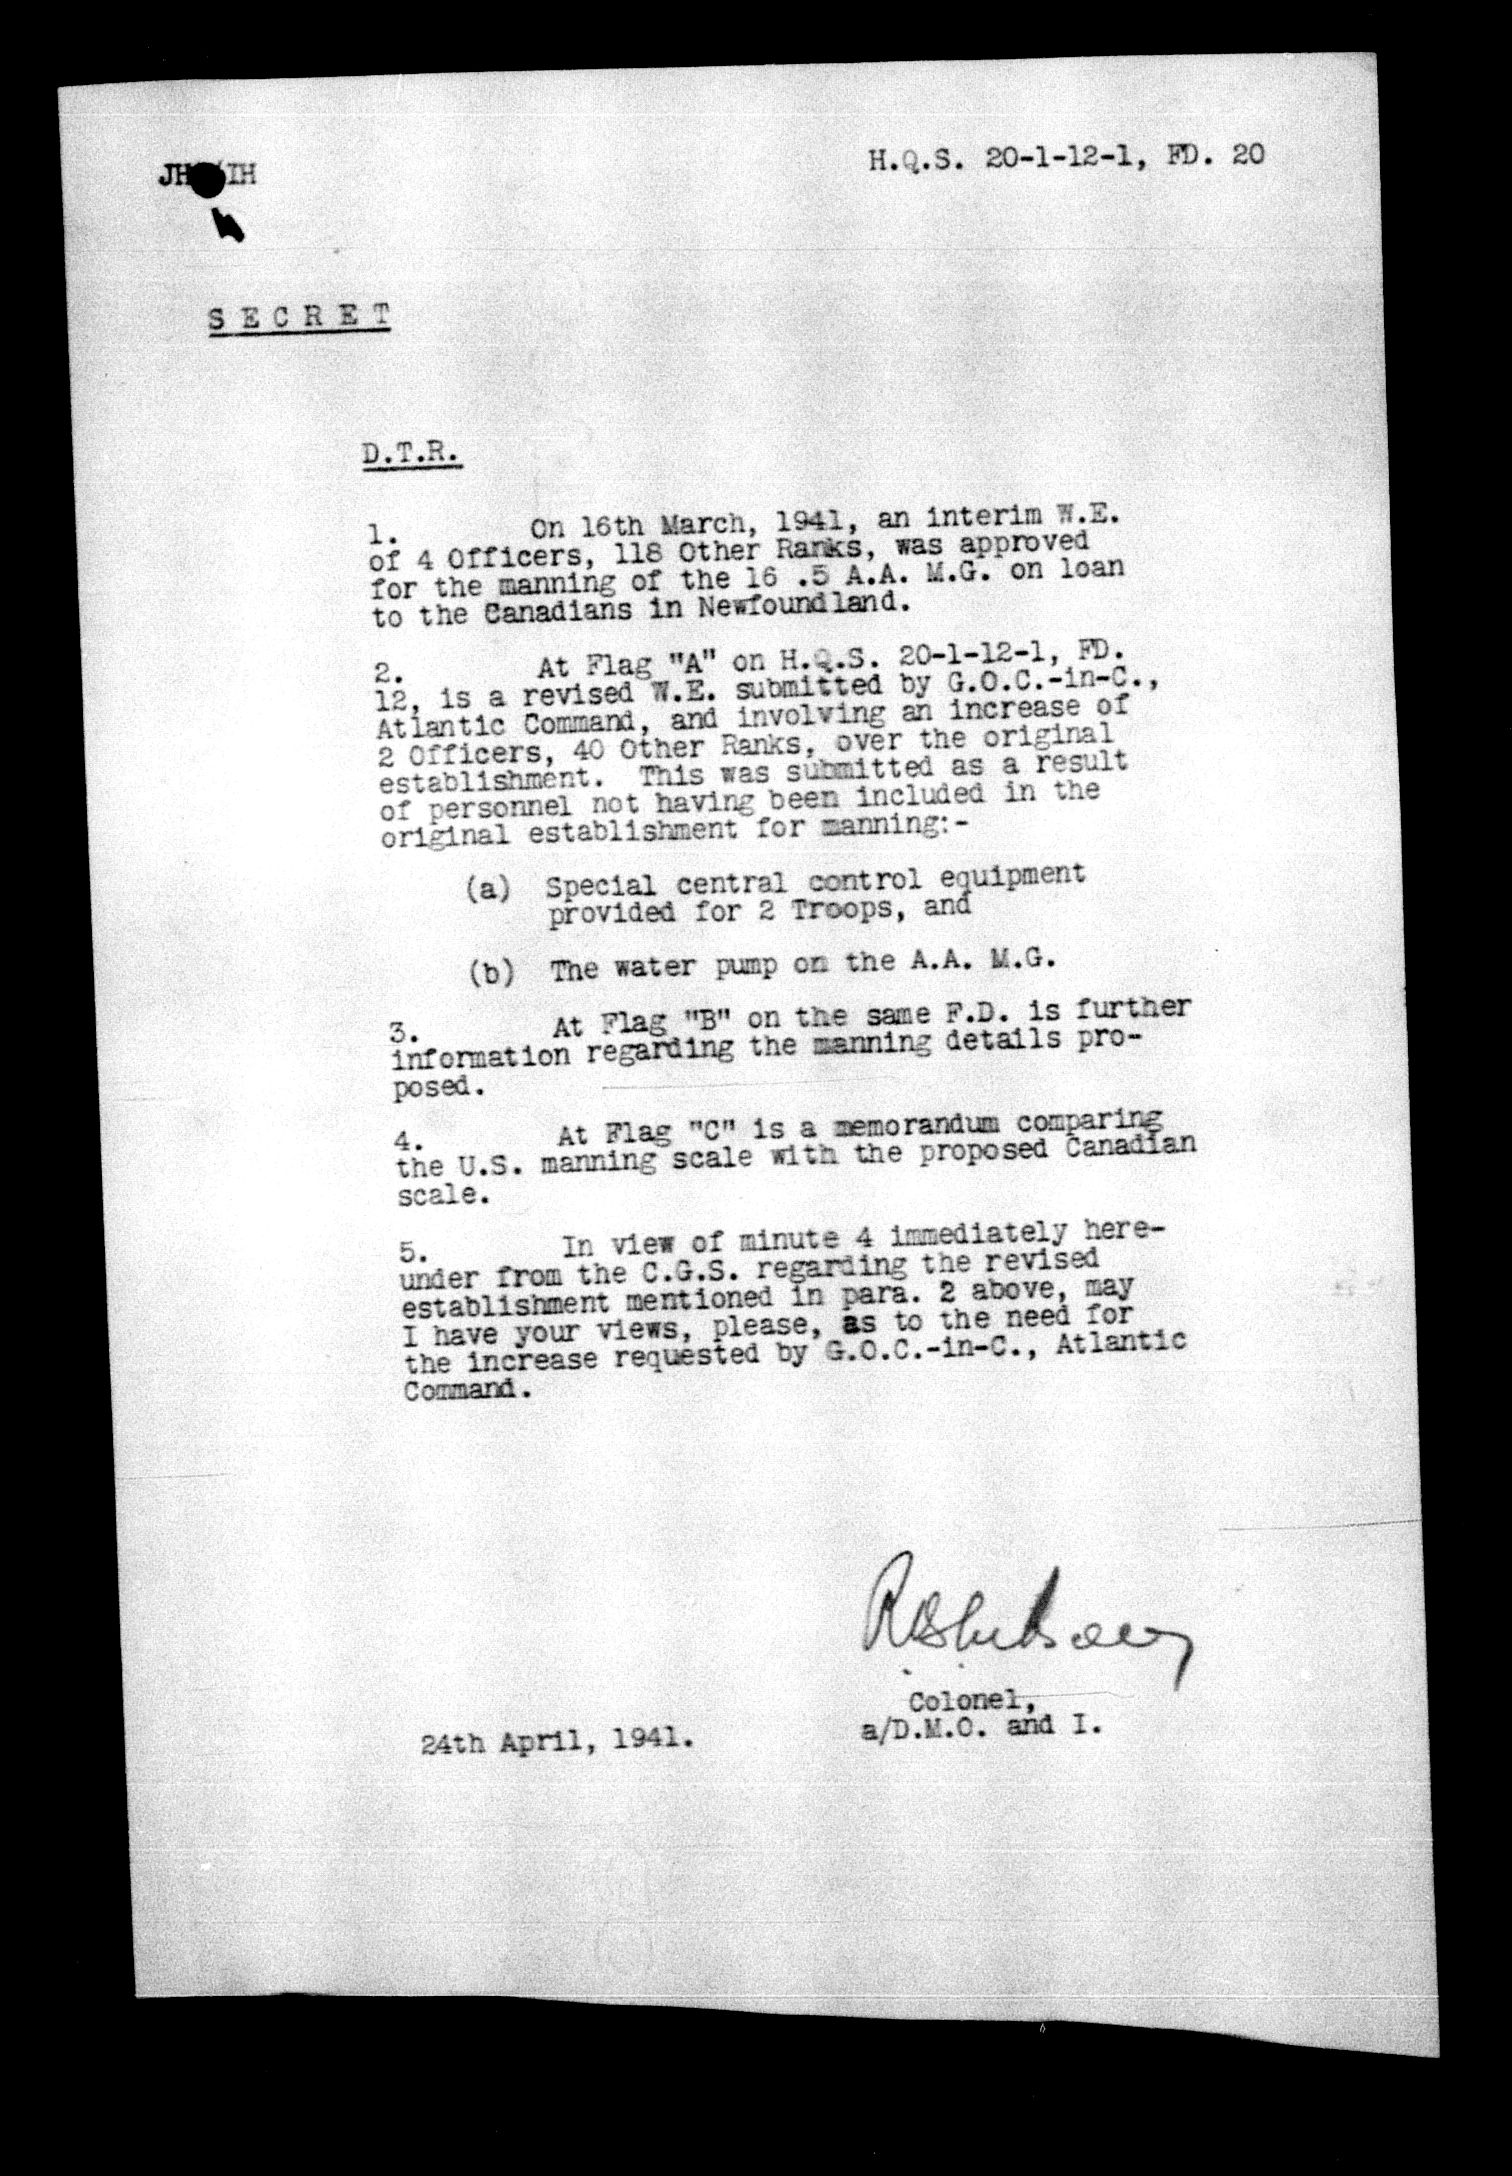 H.Q.S. 20-1-12-1, FD. 20
JH /IH
SECRET
D.T.R.
1. On 16th March, 1941, an interim W.E.
of 4 Officers, 118 Other Ranks, was approved
for the manning of the 16 .5 A.A. M.G. on loan
to the Canadians in Newfoundland.
2. At Flag "A" on H.Q.S. 20-1-12-1, FD.
12, is a revised W.E. submitted by G.O.C.-in-C.,
Atlantic Command, and involving an increase of
2 Officers, 40 Other Ranks, over the original
establishment. This was submitted as a result
of personnel not having been included in the
original establishment for manning:-
(a) Special central control equipment
provided for 2 Troops, and
(b) The water pump on the A.A. M.G.
3. At Flag "B" on the same F.D. is further
information regarding the manning details pro-
posed.
4. At Flag "C" is a memorandum comparing
the U.S. manning scale with the proposed Canadian
scale.
5. In view of minute 4 immediately here-
under from the C.G.S. regarding the revised
establishment mentioned in para. 2 above, may
I have your views, please, as to the need for
the increase requested by G.O.C.-in-C., Atlantic
Command.
Colonel,
a/D.M.O. and I.
24th April, 1941.